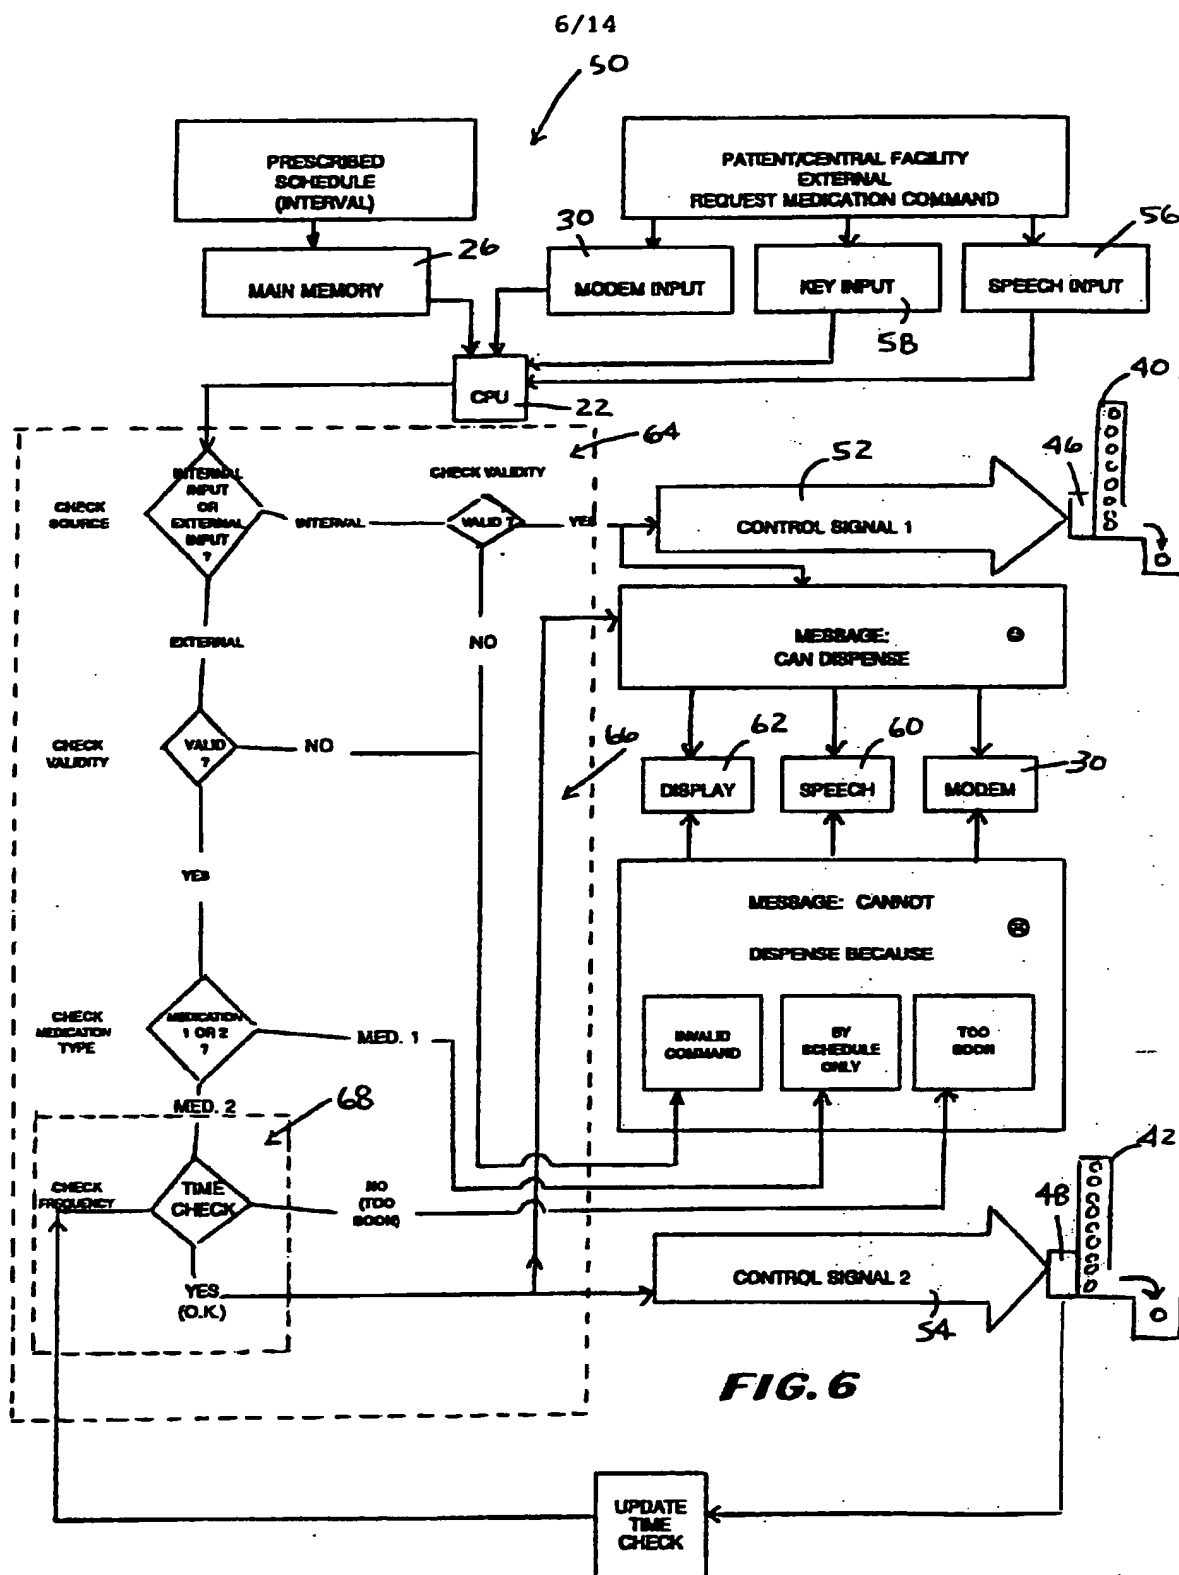 6/14
50
PRESCRIBED
SCHEDULE
(INTERVAL)
PATIENT/CENTRAL FACILITY
EXTERNAL
REQUEST MEDICATION COMMAND
26
MAIN MEMORY
30
MODEM INPUT
KEY INPUT
58
56
SPEECH INPUT
CPU
22
64
CHECK
SOURCE
INTERNAL
INPUT
OR
EXTERNAL
INPUT
?
INTERVAL
CHECK VALIDITY
VALID ?
YES
52
CONTROL SIGNAL 1
46
40
EXTERNAL
NO
MESSAGE:
CAN DISPENSE
CHECK
VALIDITY
VALID
?
NO
66
62
DISPLAY
60
SPEECH
30
MODEM
YES
MESSAGE: CANNOT
DISPENSE BECAUSE
INVALID
COMMAND
BY
SCHEDULE
ONLY
TOO
SOON
CHECK
MEDICATION
TYPE
MEDICATION
1 OR 2
?
MED. 1
MED. 2
68
CHECK
FREQUENCY
TIME
CHECK
NO
(TOO
SOON)
YES
(O.K.)
CONTROL SIGNAL 2
54
48
42
FIG. 6
UPDATE
TIME
CHECK